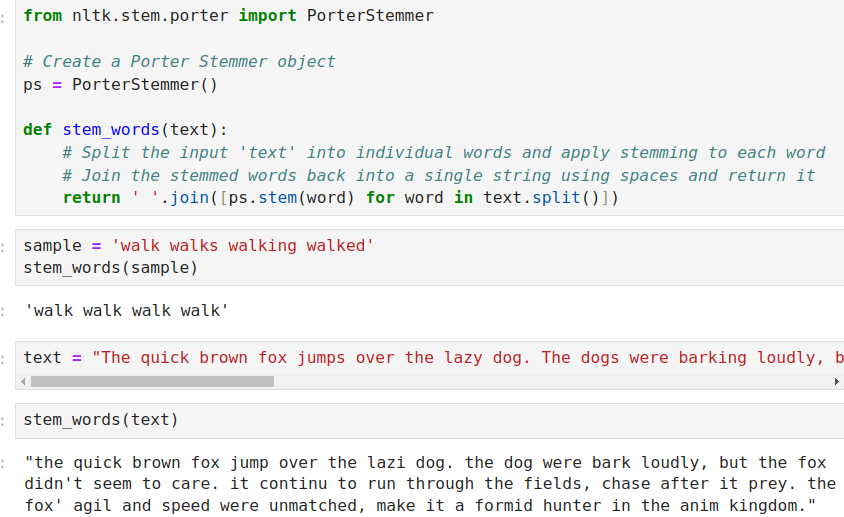 from nltk.stem.porter import PorterStemmer
# Create a Porter Stemmer object
ps = PorterStemmer()
def stem_words(text):
# Split the input 'text' into individual words and apply stemming to each word
# Join the stemmed words back into a single string using spaces and return it
return ' '.join([ps.stem(word) for word in text.split()])
sample = 'walk walks walking walked'
stem_words(sample)
'walk walk walk walk'
text = "The quick brown fox jumps over the lazy dog. The dogs were barking loudly, b
stem_words(text)
"the quick brown fox jump over the lazi dog. the dog were bark loudly, but the fox
didn't seem to care. it continu to run through the fields, chase after it prey. the
fox' agil and speed were unmatched, make it a formid hunter in the anim kingdom."